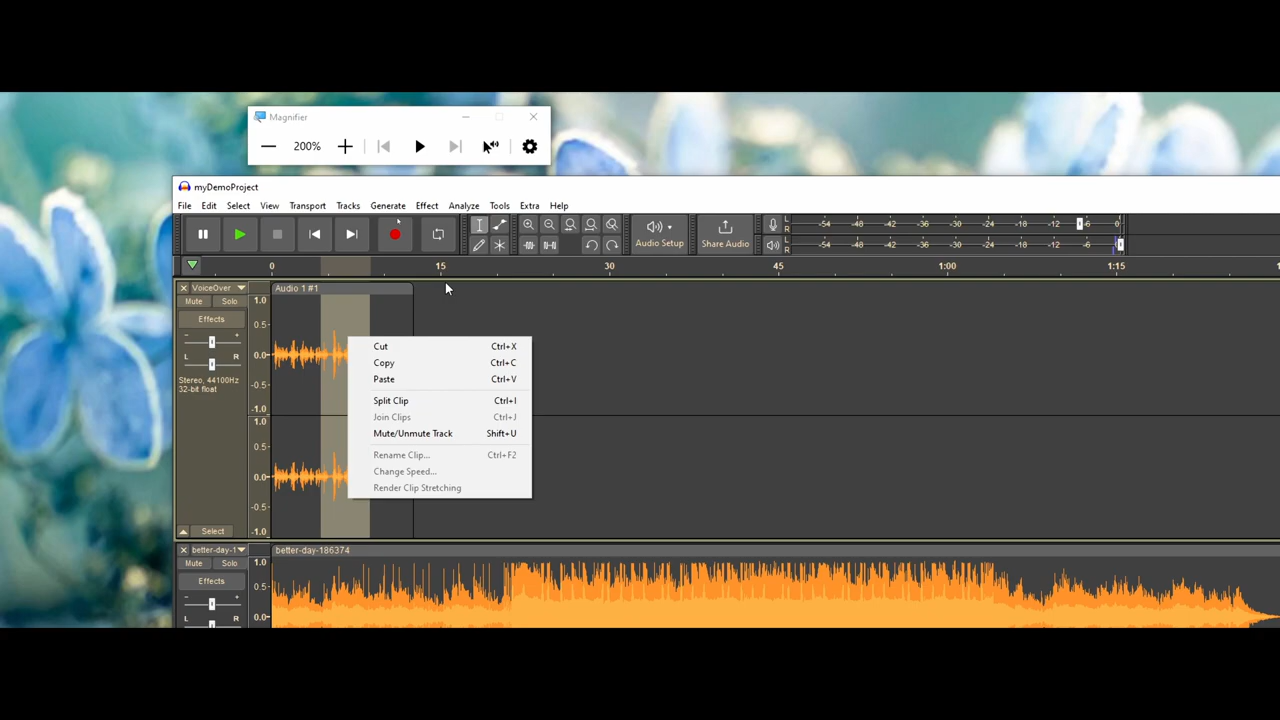 Magnifier
200%
myDemoProject
File Edit Select View Transport Tracks Generate Effect Analyze Tools Extra Help
Audio Setup
Share Audio
L -54 -48 -42 -36 -30 -24 -18 -12 -6 0
R
L -54 -48 -42 -36 -30 -24 -18 -12 -6 0
R
0 15 30 45 1:00 1:15
VoiceOver
Audio 1 #1
Mute Solo
Effects
- +
L R
Stereo, 44100Hz
32-bit float
Select
1.0
0.5
0.0
-0.5
-1.0
1.0
0.5
0.0
-0.5
-1.0
Cut Ctrl+X
Copy Ctrl+C
Paste Ctrl+V
Split Clip Ctrl+I
Join Clips Ctrl+J
Mute/Unmute Track Shift+U
Rename Clip... Ctrl+F2
Change Speed...
Render Clip Stretching
better-day-1
better-day-186374
Mute Solo
Effects
- +
L R
1.0
0.5
0.0